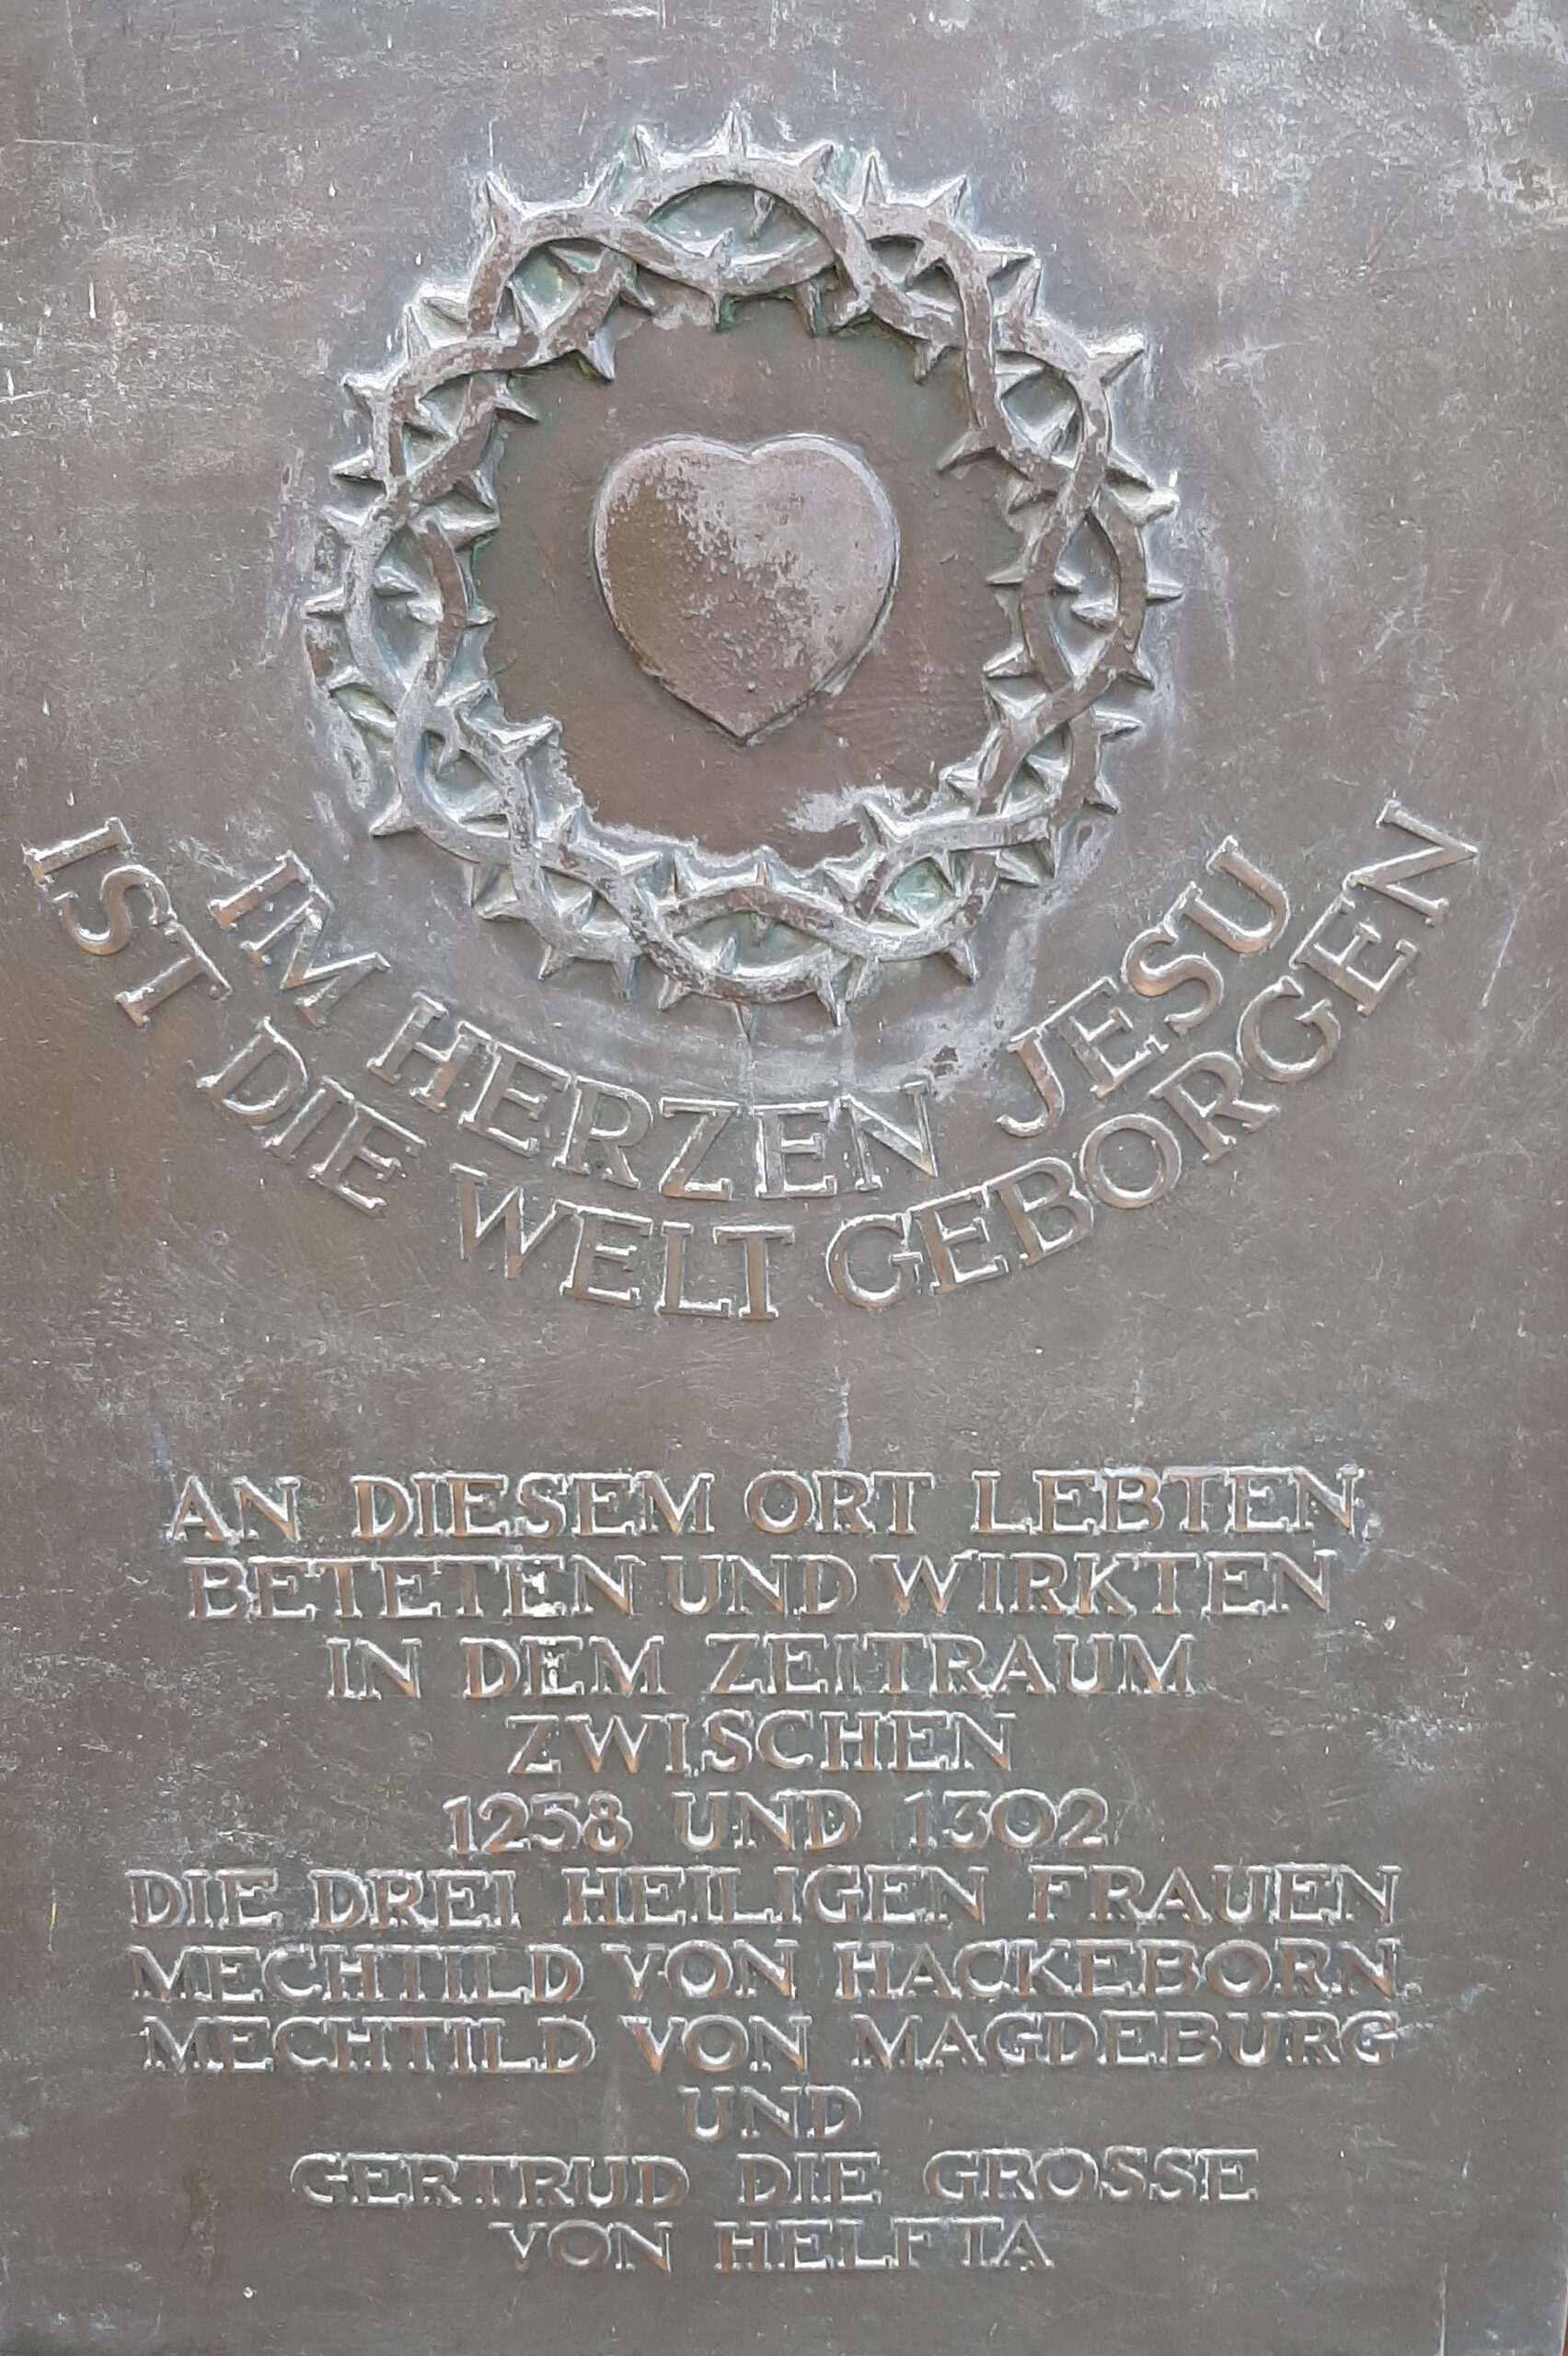 IM HERZEN JESU
IST DIE WELT GEBORGEN
AN DIESEM ORT LEBTEN,
BETETEN UND WIRKTEN
IN DEM ZEITRAUM
ZWISCHEN
1258 UND 1302
DIE DREI HEILIGEN FRAUEN
MECHTILD VON HACKEBORN,
MECHTILD VON MAGDEBURG
UND
GERTRUD DIE GROSSE
VON HELFTA